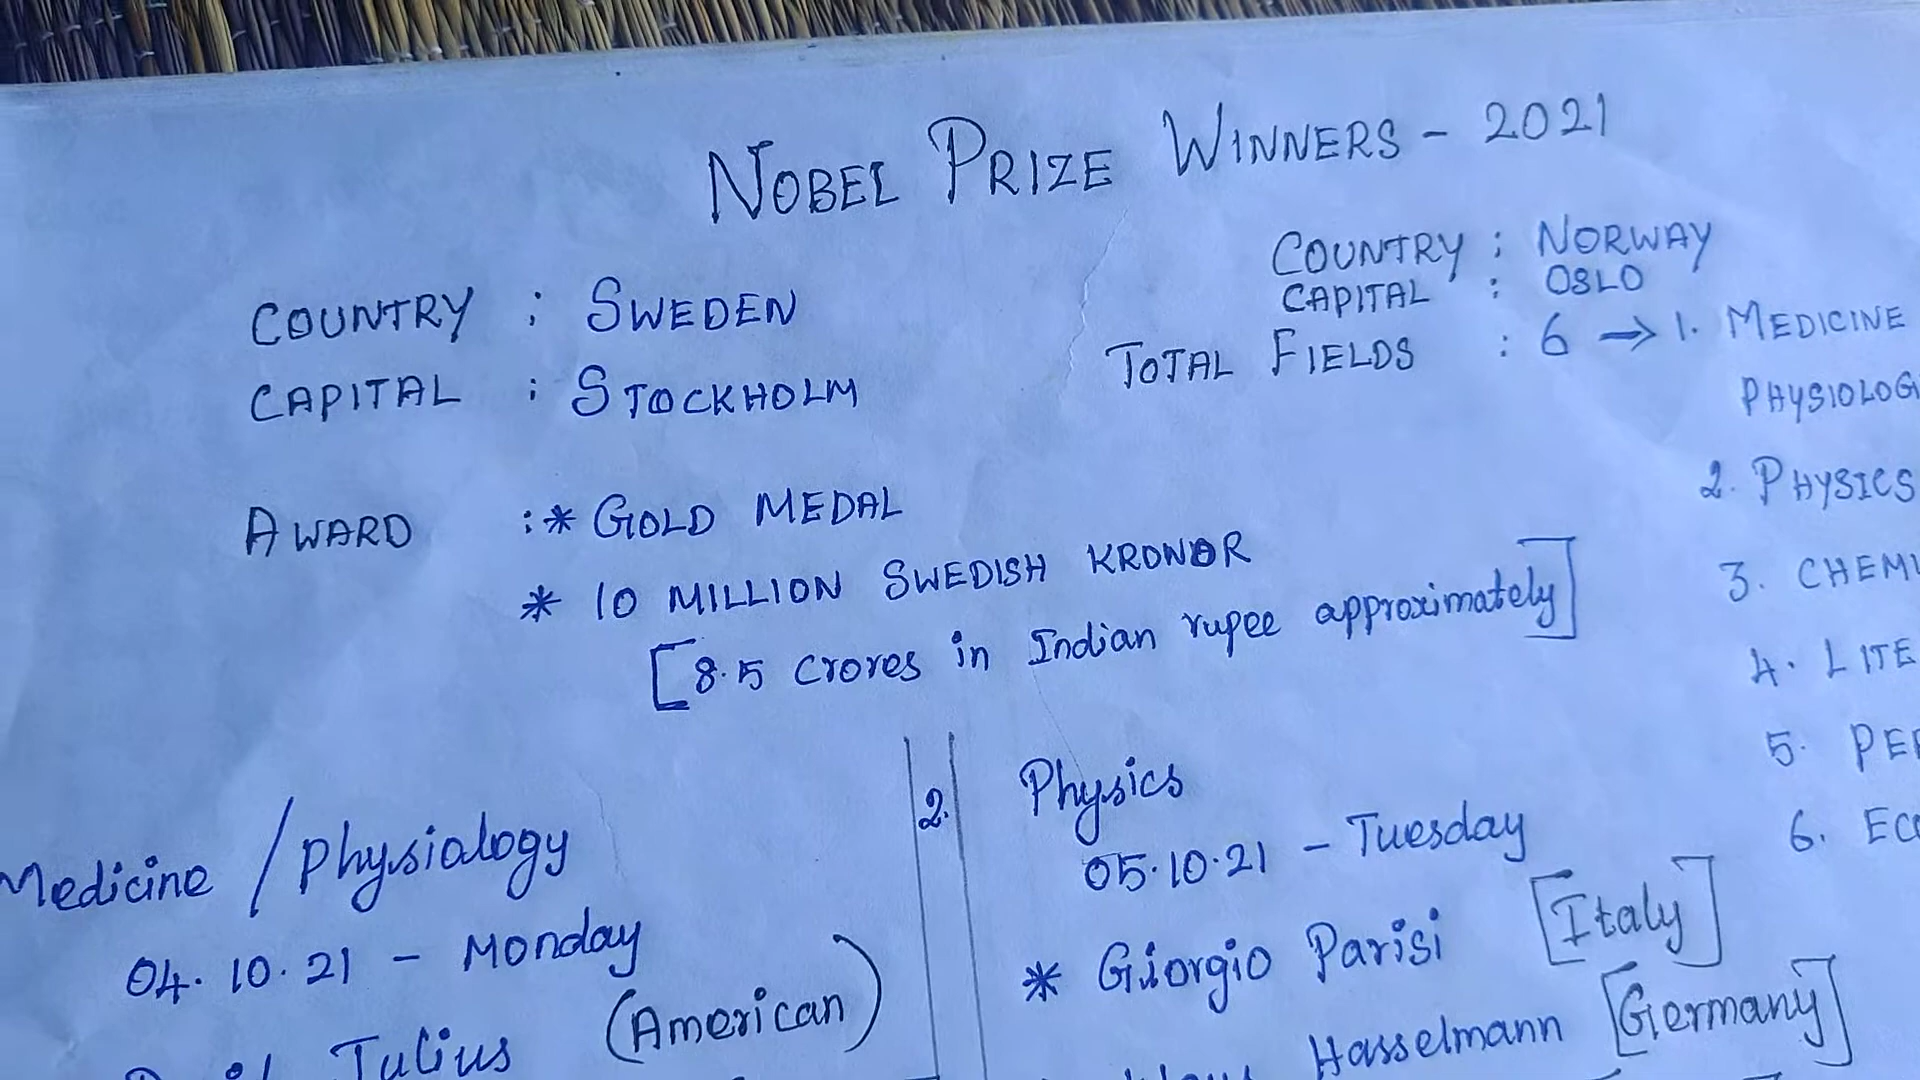 NOBEL PRIZE WINNERS - 2021
COUNTRY : SWEDEN
CAPITAL : STOCKHOLM
COUNTRY : NORWAY
CAPITAL : OSLO
TOTAL FIELDS : 6 → 1. MEDICINE
PHYSIOLOG
2. PHYSICS
3. CHEMI
4. LITE
5.
6. ECO
AWARD : * GOLD MEDAL
* 10 MILLION SWEDISH KRONOR
[8.5 Crores in Indian rupee approximately]
Medicine / Physiology
04.10.21 - Monday
Julius (American)
2. Physics
05.10.21 - Tuesday
* Giorgio Parisi [Italy]
Hasselmann [Germany]